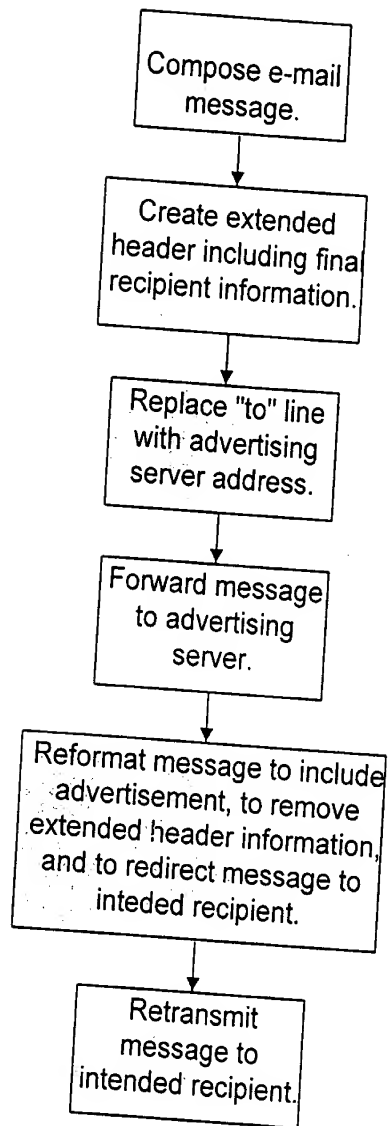 Compose e-mail
message.
Create extended
header including final
recipient information.
Replace "to" line
with advertising
server address.
Forward message
to advertising
server.
Reformat message to include
advertisement, to remove
extended header information,
and to redirect message to
inteded recipient.
Retransmit
message to
intended recipient.